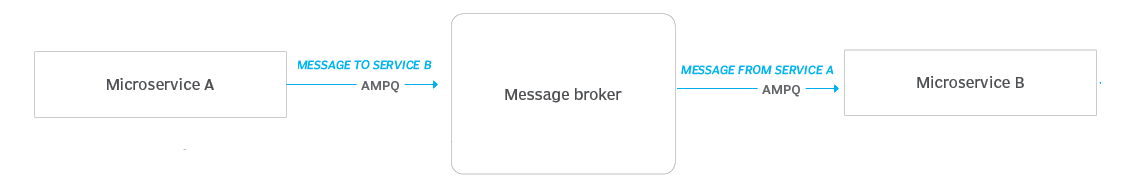 MESSAGE TO SERVICE B
Microservice A
AMPQ
Message broker
MESSAGE FROM SERVICE A
AMPQ
Microservice B